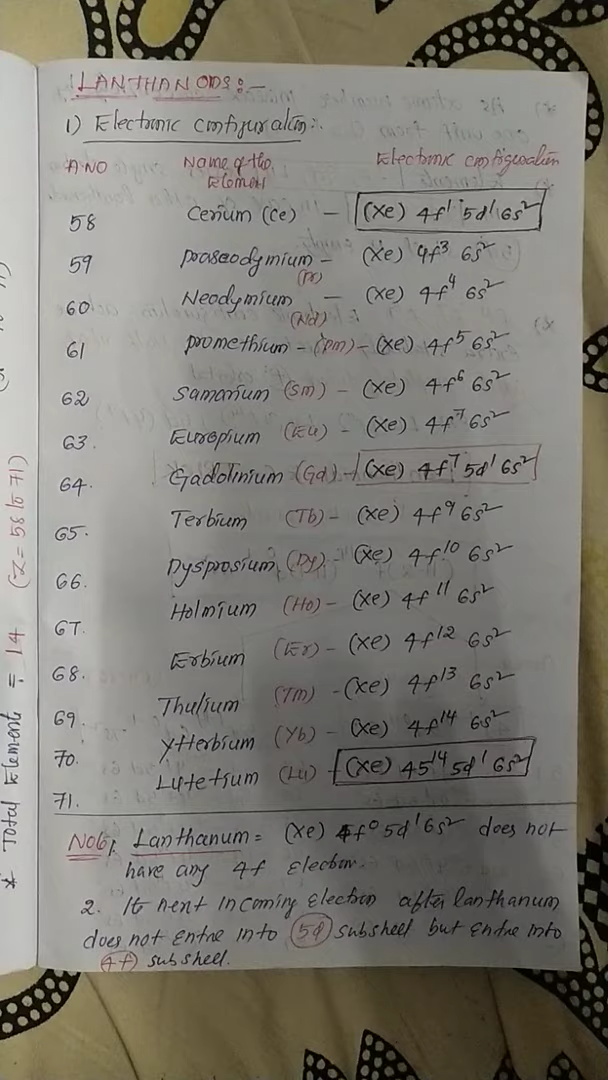 LANTHANODS:-
1) Electronic configuration:.
A.NO Name of the Element Electronic configuration
58 Cerium (Ce) - (Xe) 4f¹ 5d¹ 6s²
59 praseodymium - (Pr) (Xe) 4f³ 6s²
60 Neodymium (Nd) - (Xe) 4f⁴ 6s²
61 promethium - (Pm) - (Xe) 4f⁵ 6s²
62 Samarium (Sm) - (Xe) 4f⁶ 6s²
63. Europium (Eu) - (Xe) 4f⁷ 6s²
64. Gadolinium (Gd) - (Xe) 4f⁷ 5d¹ 6s²
65. Terbium (Tb) - (Xe) 4f⁹ 6s²
66. Dysprosium (Dy) - (Xe) 4f¹⁰ 6s²
67. Holmium (Ho) - (Xe) 4f¹¹ 6s²
68. Erbium (Er) - (Xe) 4f¹² 6s²
69. Thulium (Tm) - (Xe) 4f¹³ 6s²
70. Ytterbium (Yb) - (Xe) 4f¹⁴ 6s²
71. Lutetium (Lu) - (Xe) 45¹⁴ 5d¹ 6s²
1. Lanthanum = (Xe) 4f⁰ 5d¹ 6s² does not
have any 4f electron.
2. It nent incoming election after lanthanum
does not entre into 5d subshell but entre into
4f subshell.
* Total Element = 14 (Z = 58 to 71)